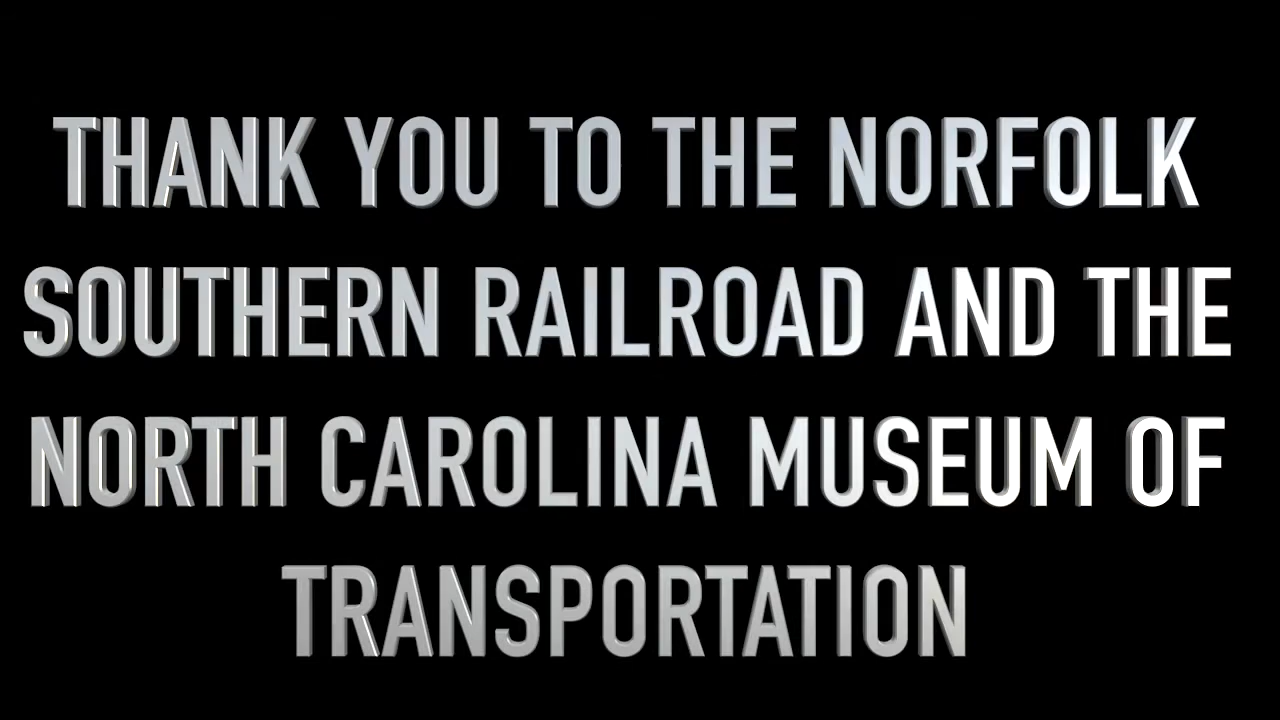 THANK YOU TO THE NORFOLK
SOUTHERN RAILROAD AND THE
NORTH CAROLINA MUSEUM OF
TRANSPORTATION